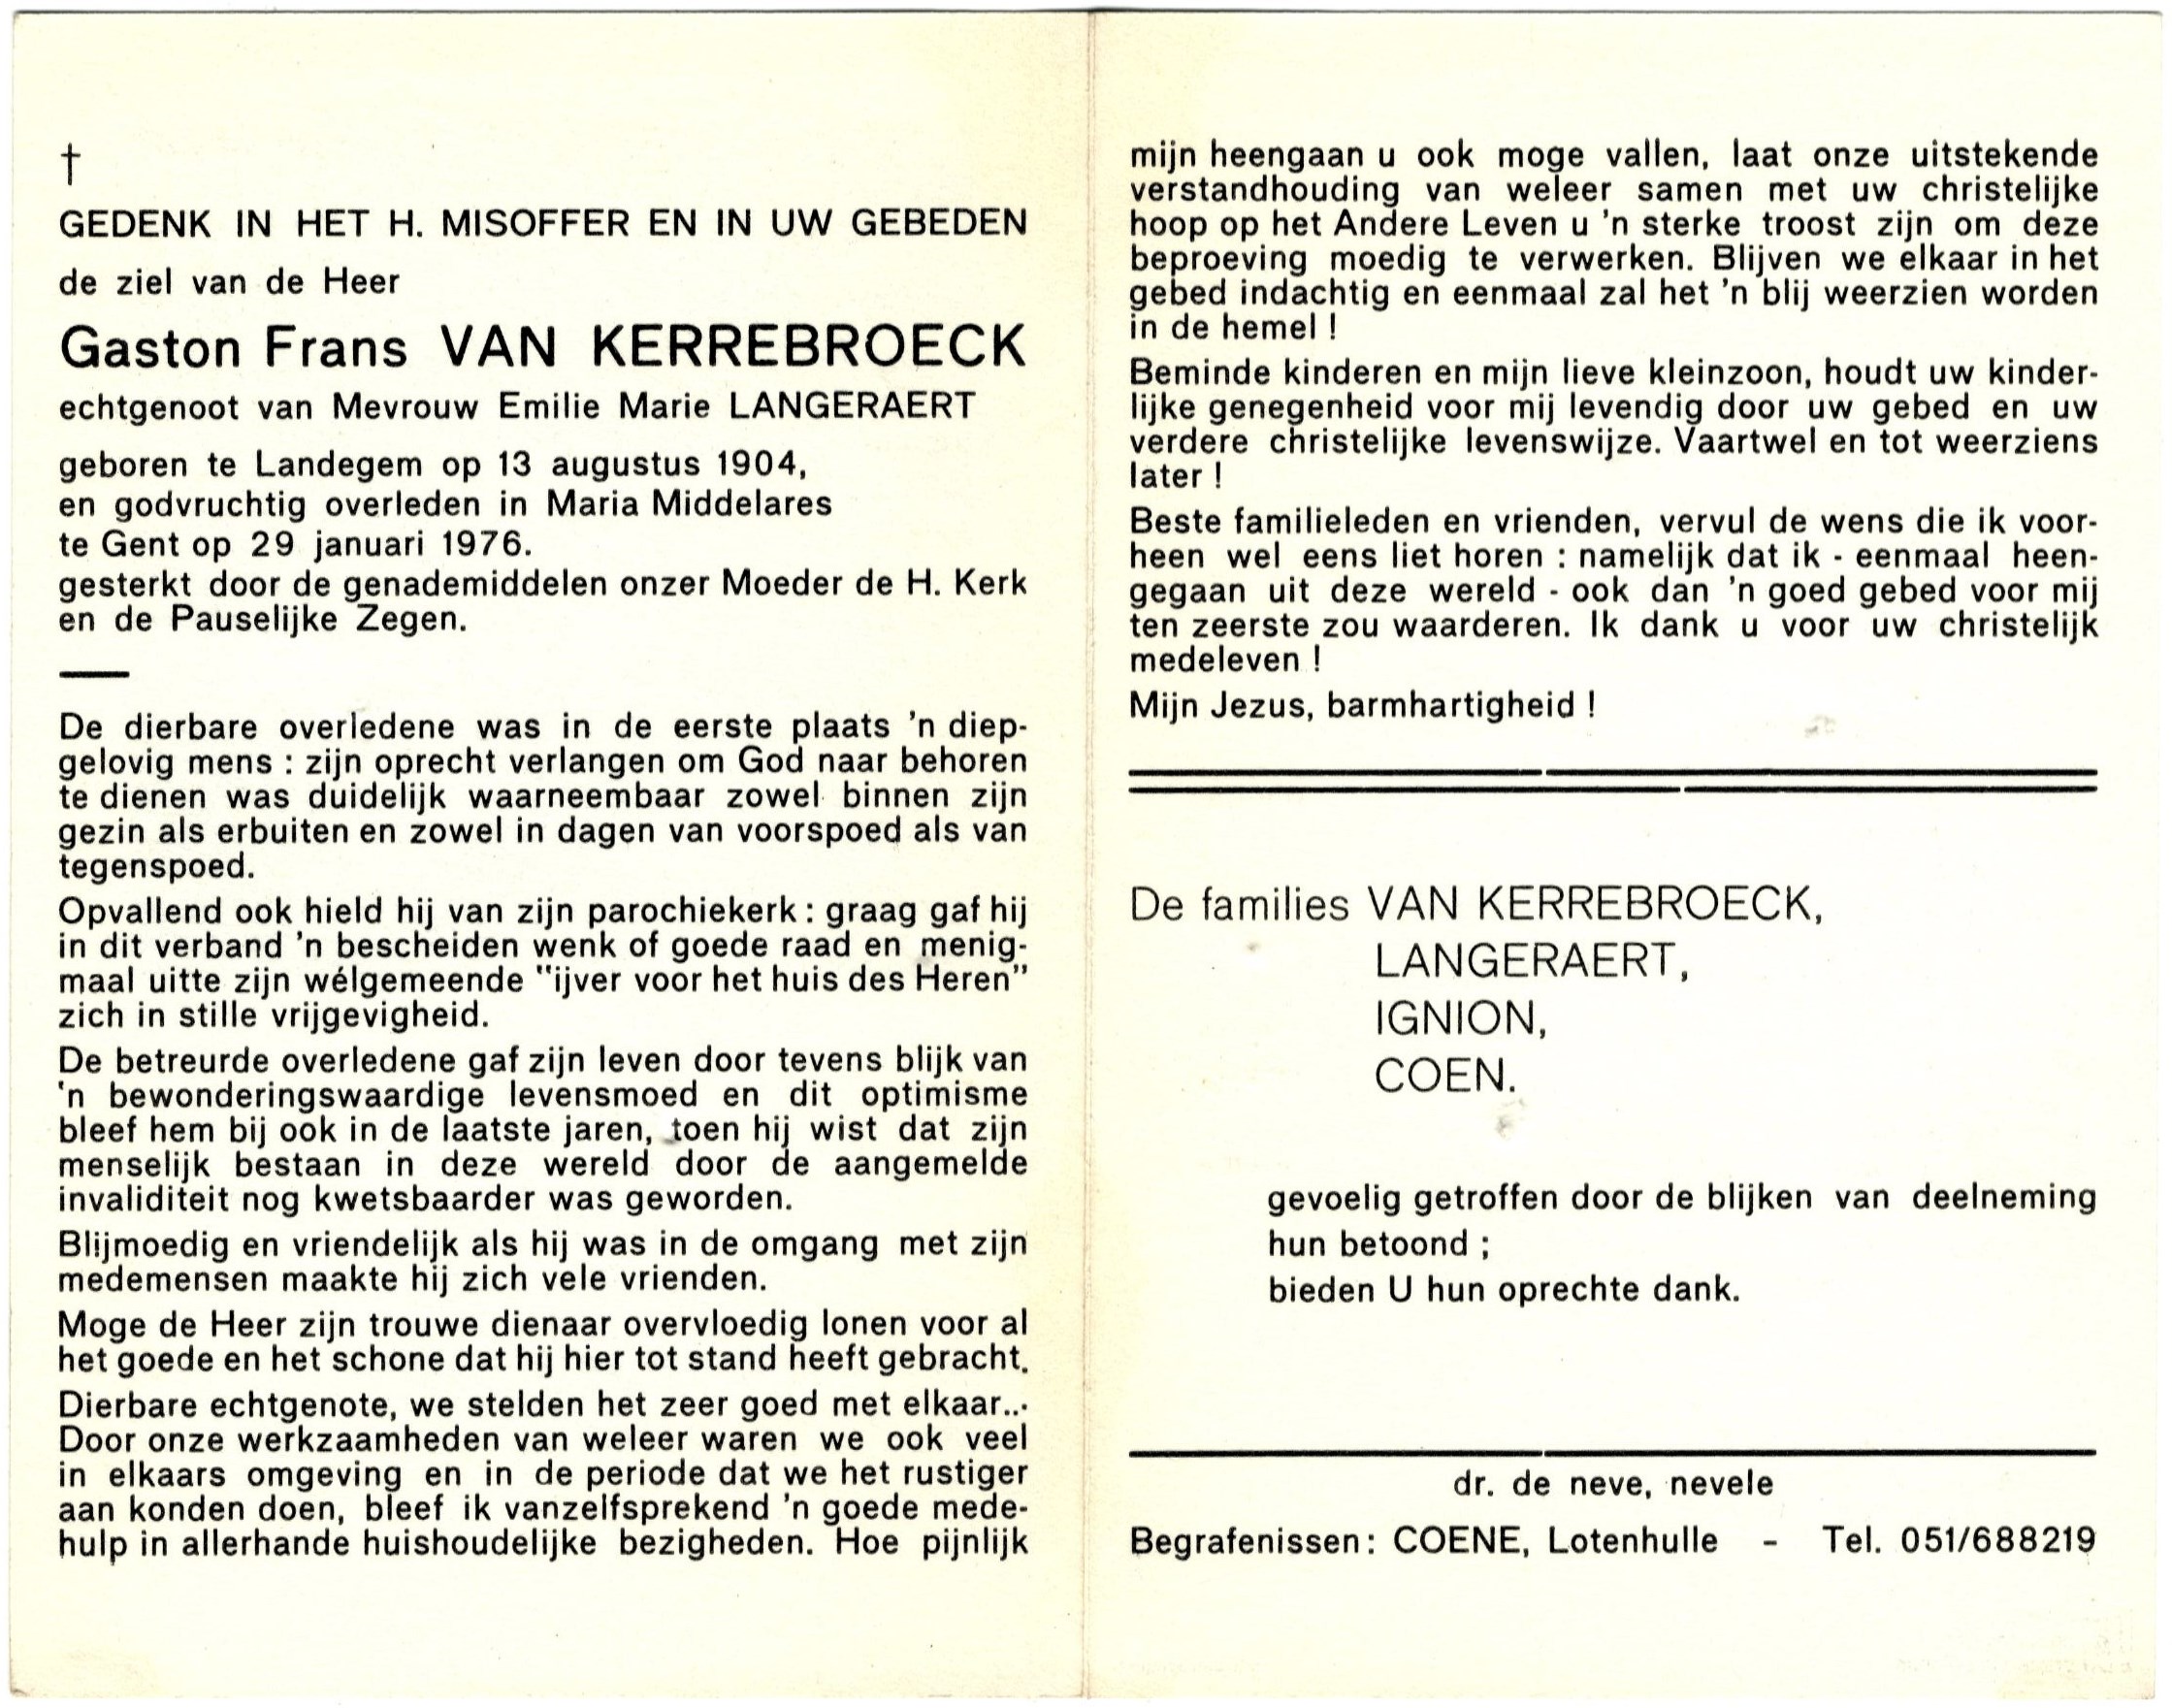 †
GEDENK IN HET H. MISOFFER EN IN UW GEBEDEN
de ziel van de Heer
Gaston Frans VAN KERREBROECK
echtgenoot van Mevrouw Emilie Marie LANGERAERT
geboren te Landegem op 13 augustus 1904,
en godvruchtig overleden in Maria Middelares
te Gent op 29 januari 1976.
gesterkt door de genademiddelen onzer Moeder de H. Kerk
en de Pauselijke Zegen.
De dierbare overledene was in de eerste plaats 'n diep-
gelovig mens : zijn oprecht verlangen om God naar behoren
te dienen was duidelijk waarneembaar zowel binnen zijn
gezin als erbuiten en zowel in dagen van voorspoed als van
tegenspoed.
Opvallend ook hield hij van zijn parochiekerk : graag gaf hij
in dit verband 'n bescheiden wenk of goede raad en menig-
maal uitte zijn wélgemeende "ijver voor het huis des Heren"
zich in stille vrijgevigheid.
De betreurde overledene gaf zijn leven door tevens blijk van
'n bewonderingswaardige levensmoed en dit optimisme
bleef hem bij ook in de laatste jaren, toen hij wist dat zijn
menselijk bestaan in deze wereld door de aangemelde
invaliditeit nog kwetsbaarder was geworden.
Blijmoedig en vriendelijk als hij was in de omgang met zijn
medemensen maakte hij zich vele vrienden.
Moge de Heer zijn trouwe dienaar overvloedig lonen voor al
het goede en het schone dat hij hier tot stand heeft gebracht.
Dierbare echtgenote, we stelden het zeer goed met elkaar...
Door onze werkzaamheden van weleer waren we ook veel
in elkaars omgeving en in de periode dat we het rustiger
aan konden doen, bleef ik vanzelfsprekend 'n goede mede-
hulp in allerhande huishoudelijke bezigheden. Hoe pijnlijk
mijn heengaan u ook moge vallen, laat onze uitstekende
verstandhouding van weleer samen met uw christelijke
hoop op het Andere Leven u 'n sterke troost zijn om deze
beproeving moedig te verwerken. Blijven we elkaar in het
gebed indachtig en eenmaal zal het 'n blij weerzien worden
in de hemel !
Beminde kinderen en mijn lieve kleinzoon, houdt uw kinder-
lijke genegenheid voor mij levendig door uw gebed en uw
verdere christelijke levenswijze. Vaartwel en tot weerziens
later !
Beste familieleden en vrienden, vervul de wens die ik voor-
heen wel eens liet horen : namelijk dat ik - eenmaal heen-
gegaan uit deze wereld - ook dan 'n goed gebed voor mij
ten zeerste zou waarderen. Ik dank u voor uw christelijk
medeleven !
Mijn Jezus, barmhartigheid !
De families VAN KERREBROECK,
LANGERAERT,
IGNION,
COEN.
gevoelig getroffen door de blijken van deelneming
hun betoond ;
bieden U hun oprechte dank.
dr. de neve, nevele
Begrafenissen: COENE, Lotenhulle - Tel. 051/688219